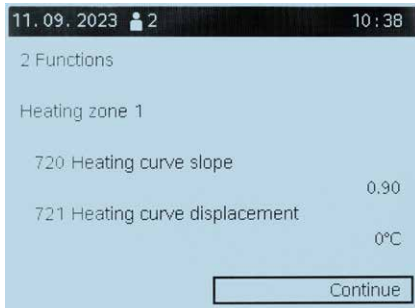 11.09.2023 2 10:38
2 Functions
Heating zone 1
720 Heating curve slope
0.90
721 Heating curve displacement
0°C
Continue